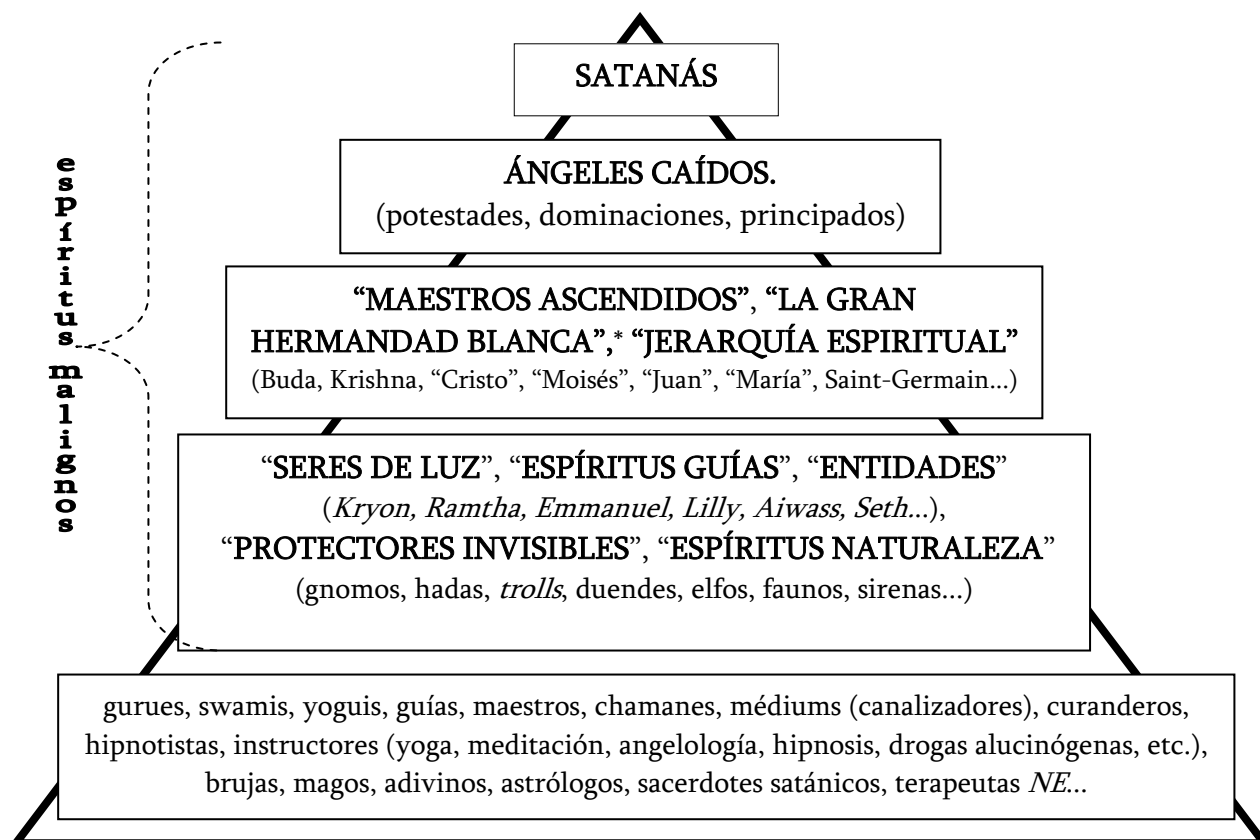 SATANÁS
ÁNGELES CAÍDOS.
(potestades, dominaciones, principados)
“MAESTROS ASCENDIDOS”, “LA GRAN
HERMANDAD BLANCA”,* “JERARQUÍA ESPIRITUAL”
(Buda, Krishna, “Cristo”, “Moisés”, “Juan”, “María”, Saint-Germain...)
“SERES DE LUZ”, “ESPÍRITUS GUÍAS”, “ENTIDADES”
(Kryon, Ramtha, Emmanuel, Lilly, Aiwass, Seth...),
“PROTECTORES INVISIBLES”, “ESPÍRITUS NATURALEZA”
(gnomos, hadas, trolls, duendes, elfos, faunos, sirenas...)
gurues, swamis, yoguis, guías, maestros, chamanes, médiums (canalizadores), curanderos,
hipnotistas, instructores (yoga, meditación, angelología, hipnosis, drogas alucinógenas, etc.),
brujas, magos, adivinos, astrólogos, sacerdotes satánicos, terapeutas NE...
espíritus malignos